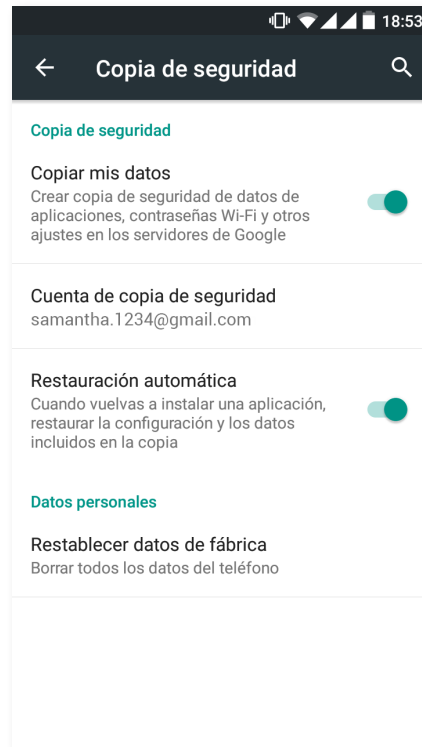 18:53
Copia de seguridad
Copia de seguridad
Copiar mis datos
Crear copia de seguridad de datos de
aplicaciones, contraseñas Wi-Fi y otros
ajustes en los servidores de Google
Cuenta de copia de seguridad
samantha.1234@gmail.com
Restauración automática
Cuando vuelvas a instalar una aplicación,
restaurar la configuración y los datos
incluidos en la copia
Datos personales
Restablecer datos de fábrica
Borrar todos los datos del teléfono